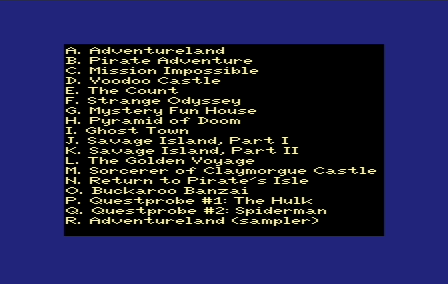 A. Adventureland
B. Pirate Adventure
C. Mission Impossible
D. Voodoo Castle
E. The Count
F. Strange Odyssey
G. Mystery Fun House
H. Pyramid of Doom
I. Ghost Town
J. Savage Island, Part I
K. Savage Island, Part II
L. The Golden Voyage
M. Sorcerer of Claymorgue Castle
N. Return to Pirate's Isle
O. Buckaroo Banzai
P. Questprobe #1: The Hulk
Q. Questprobe #2: Spiderman
R. Adventureland (sampler)